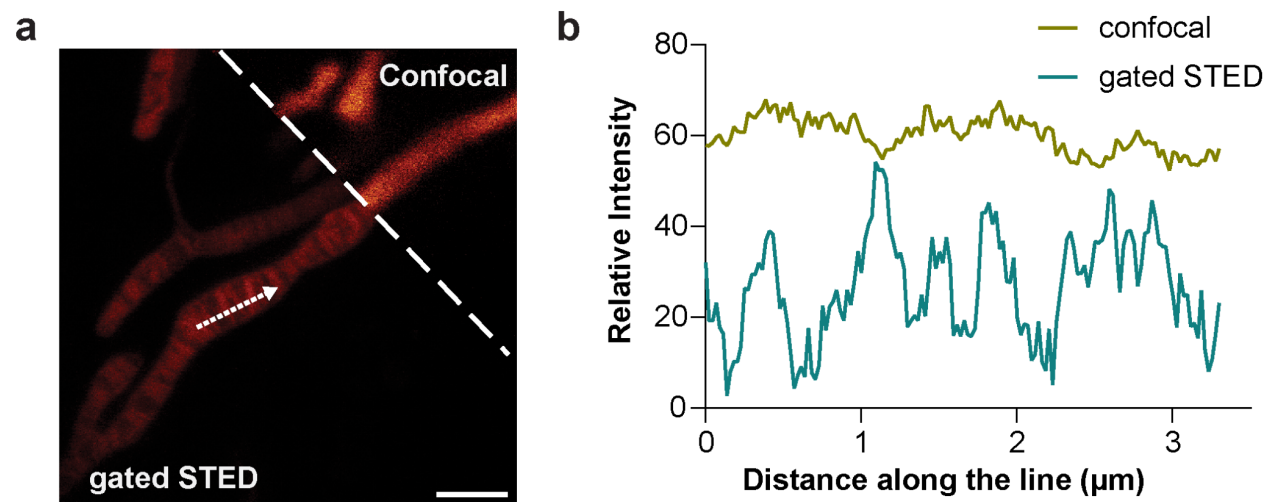 a
Confocal
gated STED
b
confocal
gated STED
Relative Intensity
80
60
40
20
0
0 1 2 3
Distance along the line (µm)